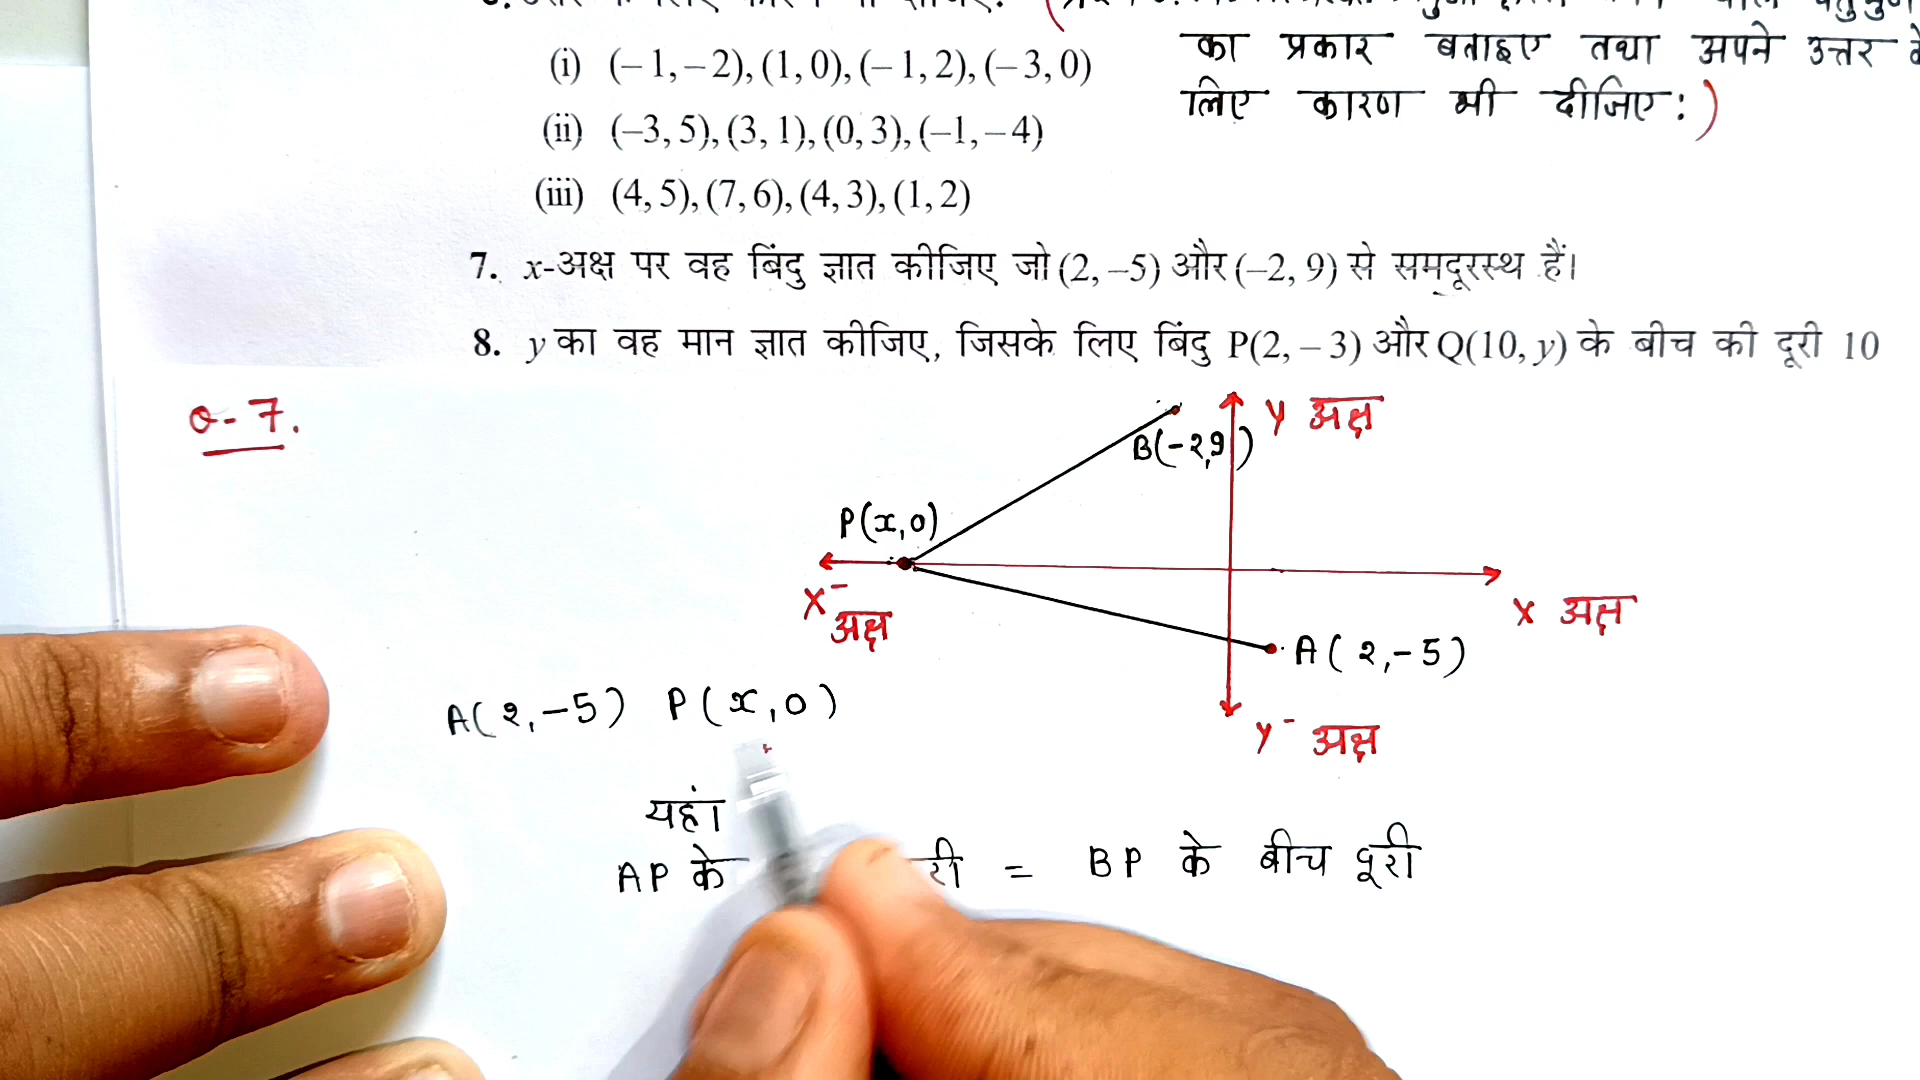 (i) (– 1, – 2), (1, 0), (– 1, 2), (– 3, 0)
का प्रकार बताइए तथा अपने उत्तर के
लिए कारण भी दीजिए:)
(ii) (–3, 5), (3, 1), (0, 3), (–1, – 4)
(iii) (4, 5), (7, 6), (4, 3), (1, 2)
7. x-अक्ष पर वह बिंदु ज्ञात कीजिए जो (2, –5) और (–2, 9) से समदूरस्थ हैं।
8. y का वह मान ज्ञात कीजिए, जिसके लिए बिंदु P(2, – 3) और Q(10, y) के बीच की दूरी 10
Q-7.
y अक्ष
B(-2,9)
P(x,0)
x⁻ अक्ष
x अक्ष
A(2,-5)
y⁻ अक्ष
A(2,-5) P(x,0)
यहां
AP के री = BP के बीच दूरी